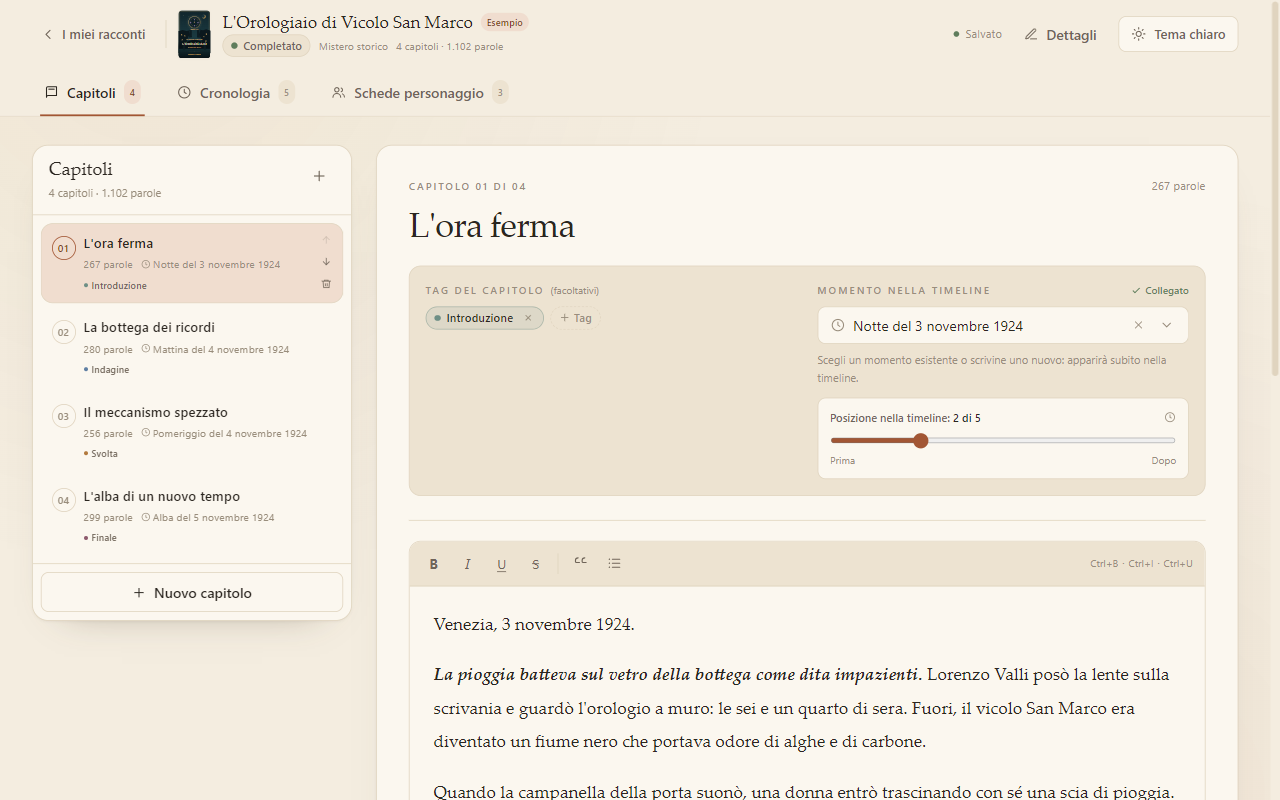 I miei racconti
L'Orologiaio di Vicolo San Marco
Esempio
Completato
Mistero storico
4 capitoli · 1.102 parole
Salvato
Dettagli
Tema chiaro
Capitoli 4
Cronologia 5
Schede personaggio 3
Capitoli
4 capitoli · 1.102 parole
01
L'ora ferma
267 parole Notte del 3 novembre 1924
Introduzione
02
La bottega dei ricordi
280 parole Mattina del 4 novembre 1924
Indagine
03
Il meccanismo spezzato
256 parole Pomeriggio del 4 novembre 1924
Svolta
04
L'alba di un nuovo tempo
299 parole Alba del 5 novembre 1924
Finale
+ Nuovo capitolo
CAPITOLO 01 DI 04
267 parole
L'ora ferma
TAG DEL CAPITOLO (facoltativi)
Introduzione ×
+ Tag
MOMENTO NELLA TIMELINE
Collegato
Notte del 3 novembre 1924
Scegli un momento esistente o scrivine uno nuovo: apparirà subito nella
timeline.
Posizione nella timeline: 2 di 5
Prima
Dopo
B I U S
Ctrl+B · Ctrl+I · Ctrl+U
Venezia, 3 novembre 1924.
La pioggia batteva sul vetro della bottega come dita impazienti. Lorenzo Valli posò la lente sulla
scrivania e guardò l'orologio a muro: le sei e un quarto di sera. Fuori, il vicolo San Marco era
diventato un fiume nero che portava odore di alghe e di carbone.
Quando la campanella della porta suonò, una donna entrò trascinando con sé una scia di pioggia.